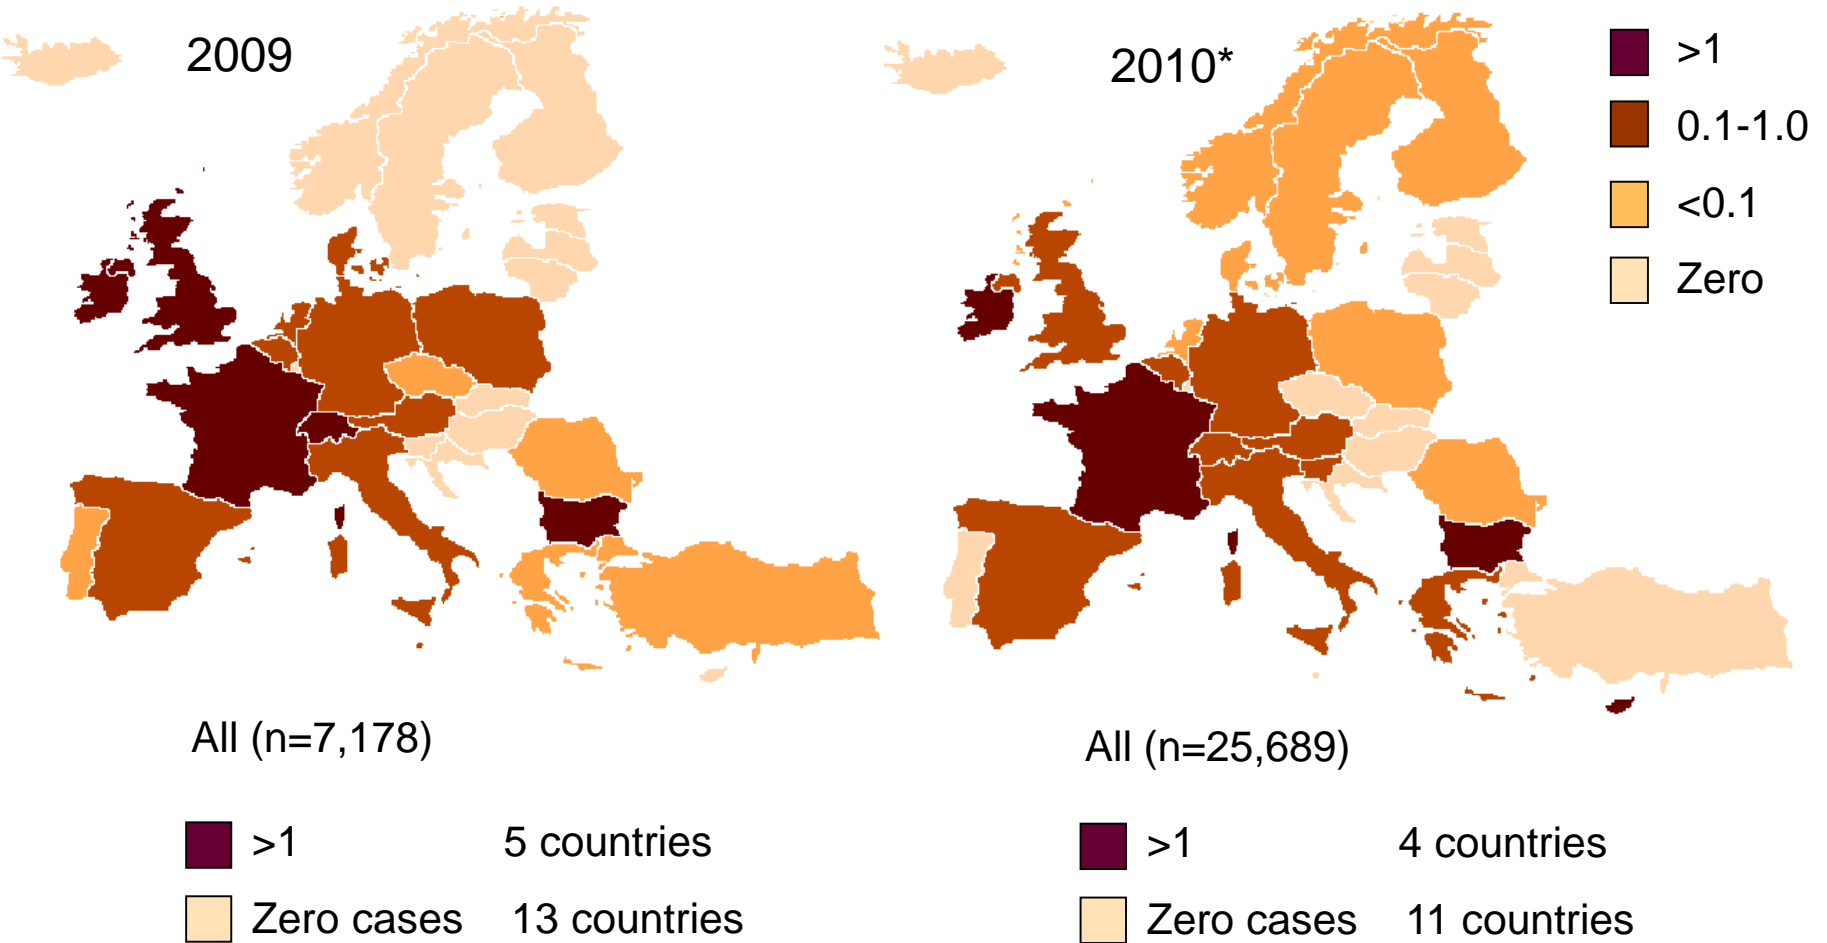 2009
2010*
>1
0.1-1.0
<0.1
Zero
All (n=7,178)
All (n=25,689)
>1 5 countries
>1 4 countries
Zero cases 13 countries
Zero cases 11 countries